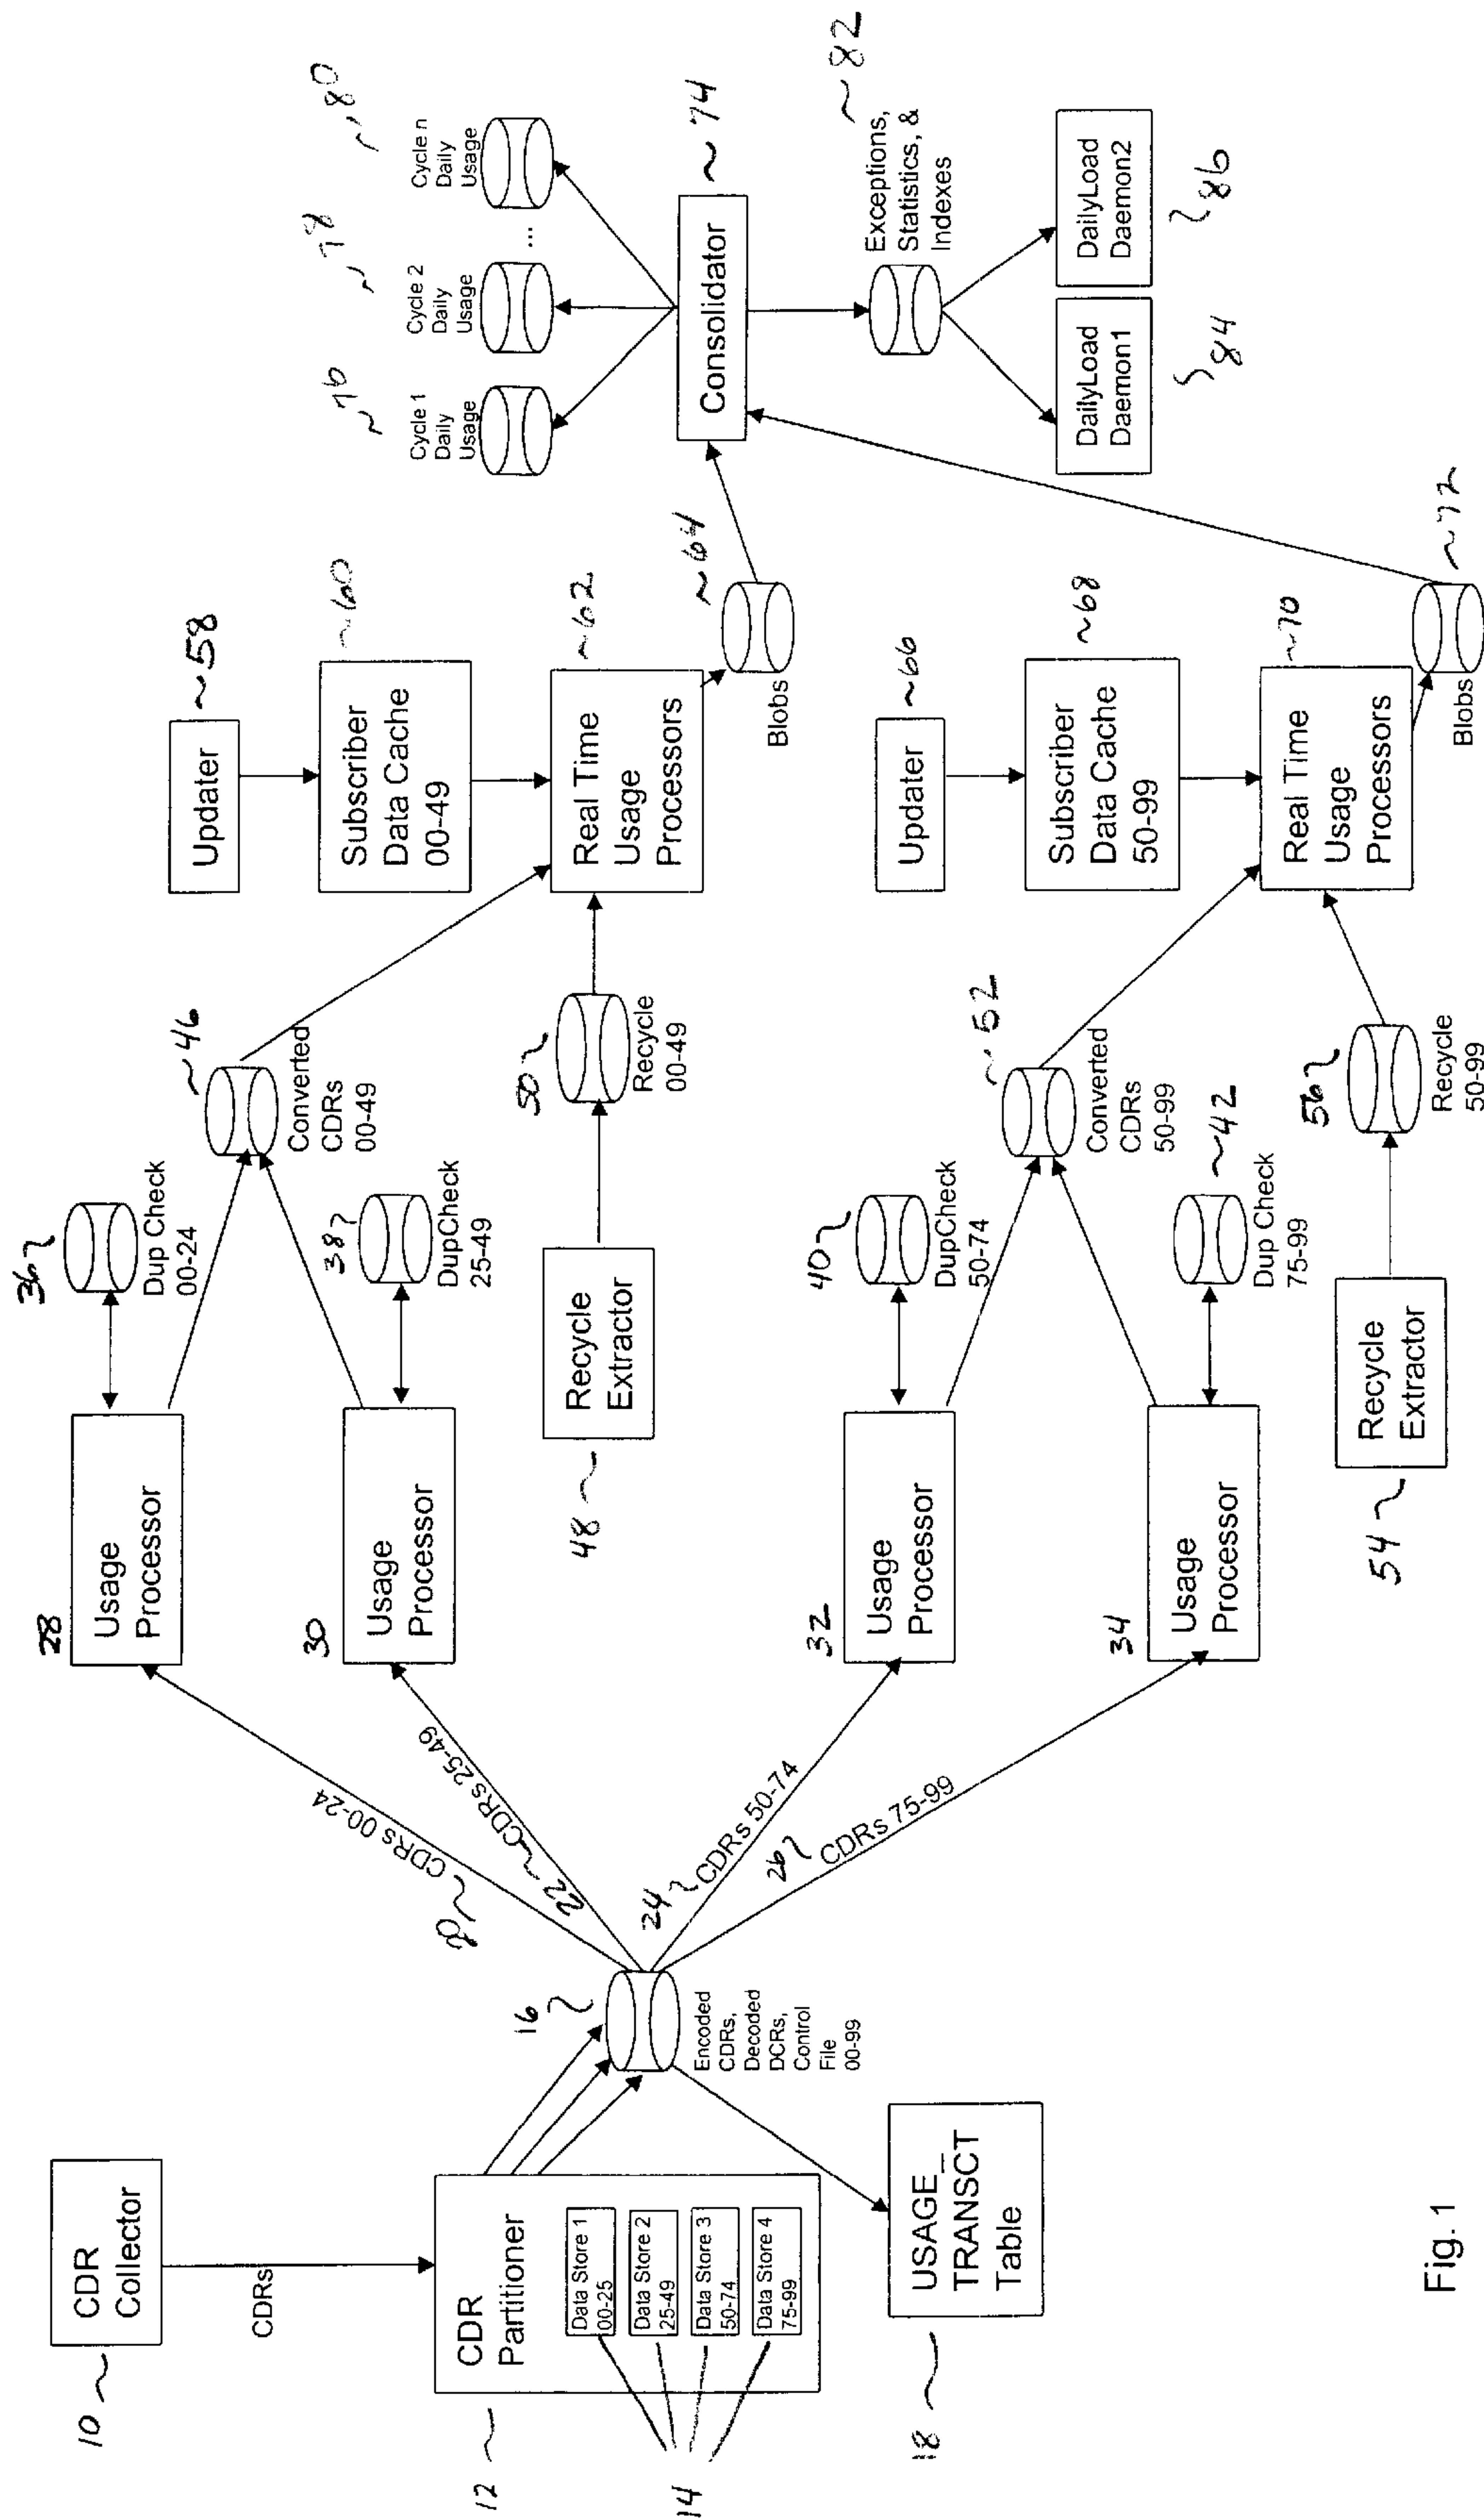 10
CDR
Collector
CDRs
12
CDR
Partitioner
Data Store 1
00-25
Data Store 2
25-49
Data Store 3
50-74
Data Store 4
75-99
14
16
Encoded
CDRs,
Decoded
DCRs,
Control
File
00-99
18
USAGE_
TRANSCT
Table
20
CDRs 00-24
22
CDRs 25-49
24
CDRs 50-74
26
CDRs 75-99
28
Usage
Processor
36
Dup Check
00-24
30
Usage
Processor
38
DupCheck
25-49
46
Converted
CDRs
00-49
48
Recycle
Extractor
50
Recycle
00-49
32
Usage
Processor
40
DupCheck
50-74
34
Usage
Processor
42
Dup Check
75-99
52
Converted
CDRs
50-99
54
Recycle
Extractor
56
Recycle
50-99
Updater
58
Subscriber
Data Cache
00-49
60
Real Time
Usage
Processors
62
Blobs
64
Updater
66
Subscriber
Data Cache
50-99
68
Real Time
Usage
Processors
70
Blobs
72
Cycle 1
Daily
Usage
76
Cycle 2
Daily
Usage
78
...
Cycle n
Daily
Usage
80
Consolidator
74
Exceptions,
Statistics, &
Indexes
82
DailyLoad
Daemon1
84
DailyLoad
Daemon2
86
Fig. 1